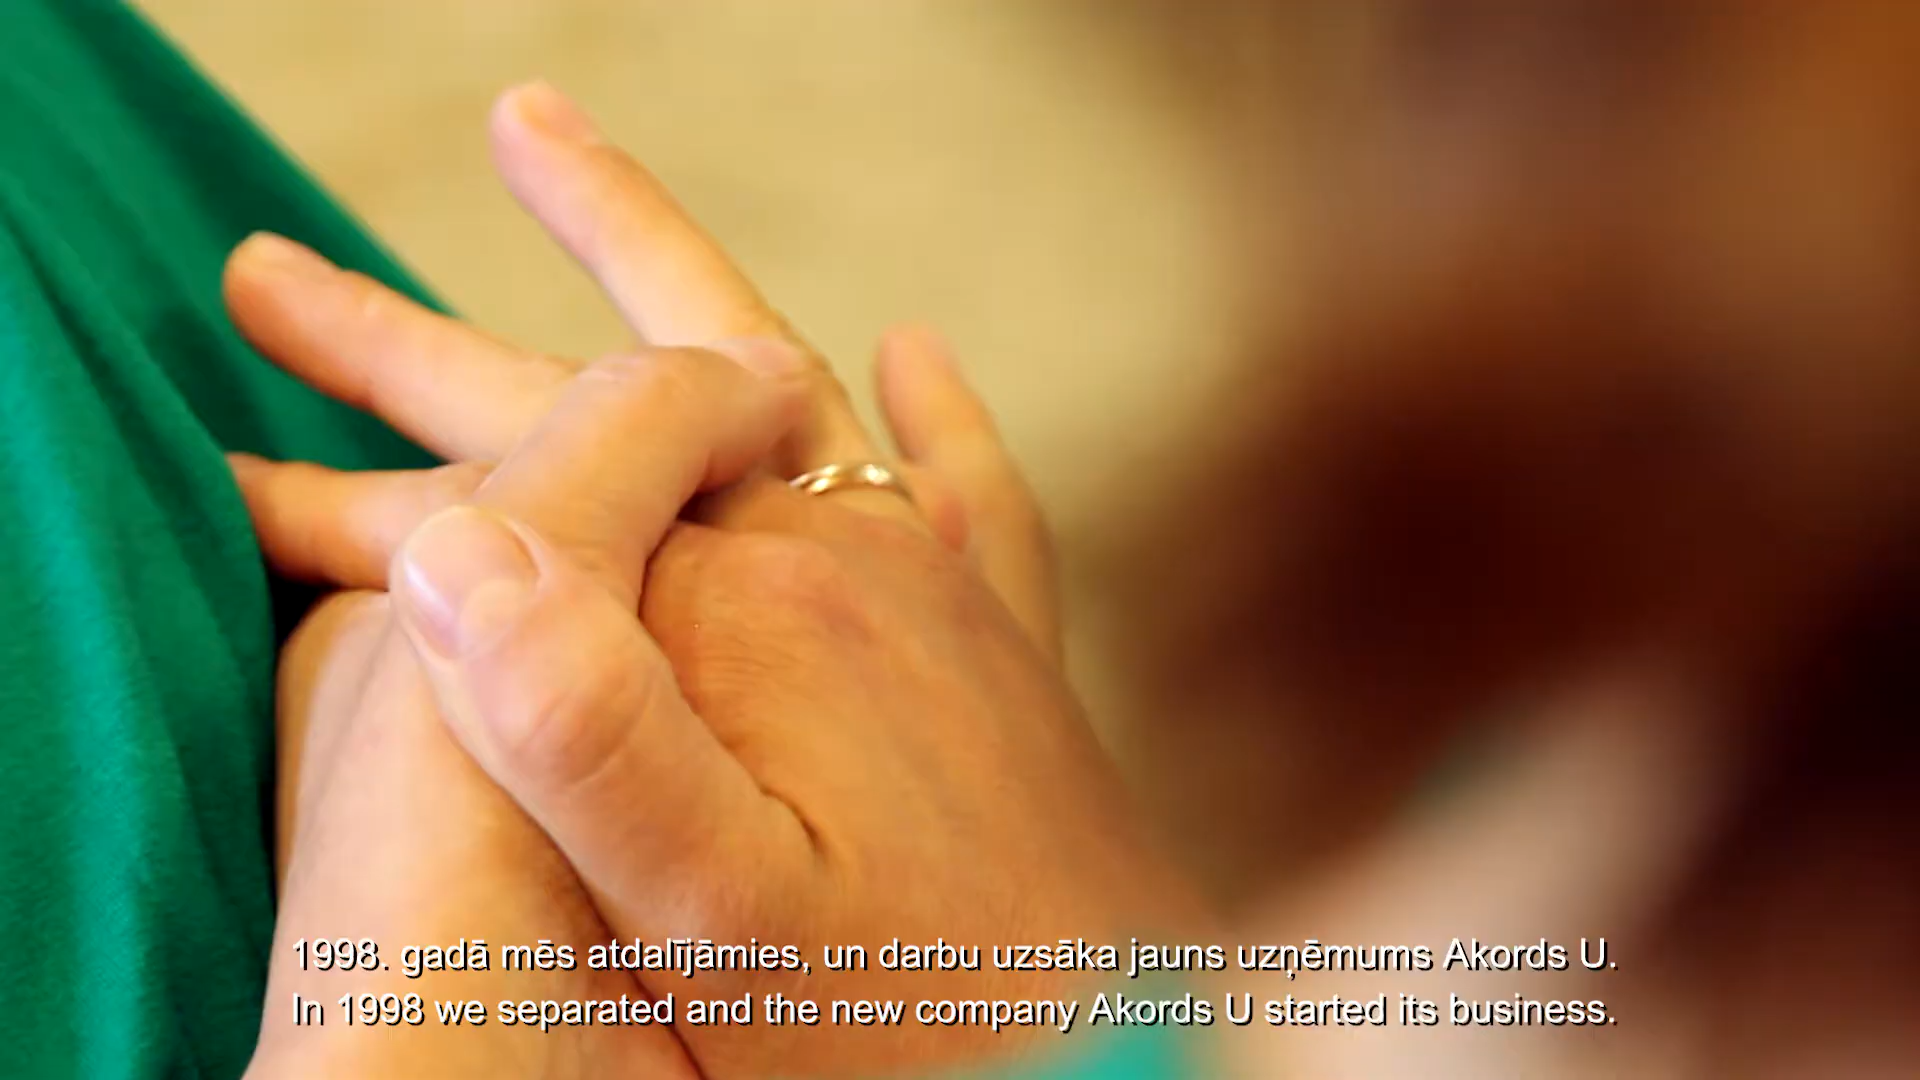 1998. gadā mēs atdalījāmies, un darbu uzsāka jauns uzņēmums Akords U.
In 1998 we separated and the new company Akords U started its business.